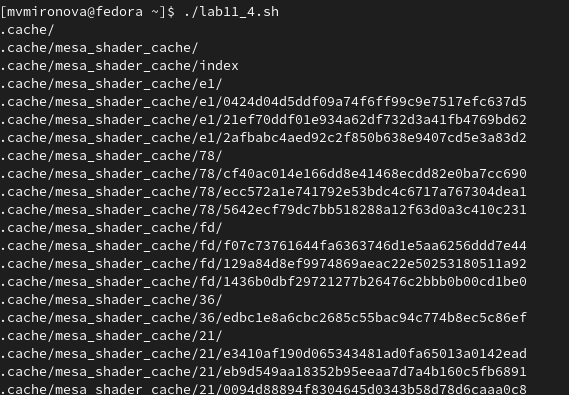 [mvmironova@fedora ~]$ ./lab11_4.sh
.cache/
.cache/mesa_shader_cache/
.cache/mesa_shader_cache/index
.cache/mesa_shader_cache/e1/
.cache/mesa_shader_cache/e1/0424d04d5ddf09a74f6ff99c9e7517efc637d5
.cache/mesa_shader_cache/e1/21ef70ddf01e934a62df732d3a41fb4769bd62
.cache/mesa_shader_cache/e1/2afbabc4aed92c2f850b638e9407cd5e3a83d2
.cache/mesa_shader_cache/78/
.cache/mesa_shader_cache/78/cf40ac014e166dd8e41468ecdd82e0ba7cc690
.cache/mesa_shader_cache/78/ecc572a1e741792e53bdc4c6717a767304dea1
.cache/mesa_shader_cache/78/5642ecf79dc7bb518288a12f63d0a3c410c231
.cache/mesa_shader_cache/fd/
.cache/mesa_shader_cache/fd/f07c73761644fa6363746d1e5aa6256ddd7e44
.cache/mesa_shader_cache/fd/129a84d8ef9974869aeac22e50253180511a92
.cache/mesa_shader_cache/fd/1436b0dbf29721277b26476c2bbb0b00cd1be0
.cache/mesa_shader_cache/36/
.cache/mesa_shader_cache/36/edbc1e8a6cbc2685c55bac94c774b8ec5c86ef
.cache/mesa_shader_cache/21/
.cache/mesa_shader_cache/21/e3410af190d065343481ad0fa65013a0142ead
.cache/mesa_shader_cache/21/eb9d549aa18352b95eeaa7d7a4b160c5fb6891
.cache/mesa_shader_cache/21/0094d88894f8304645d0343b58d78d6caaa0c8